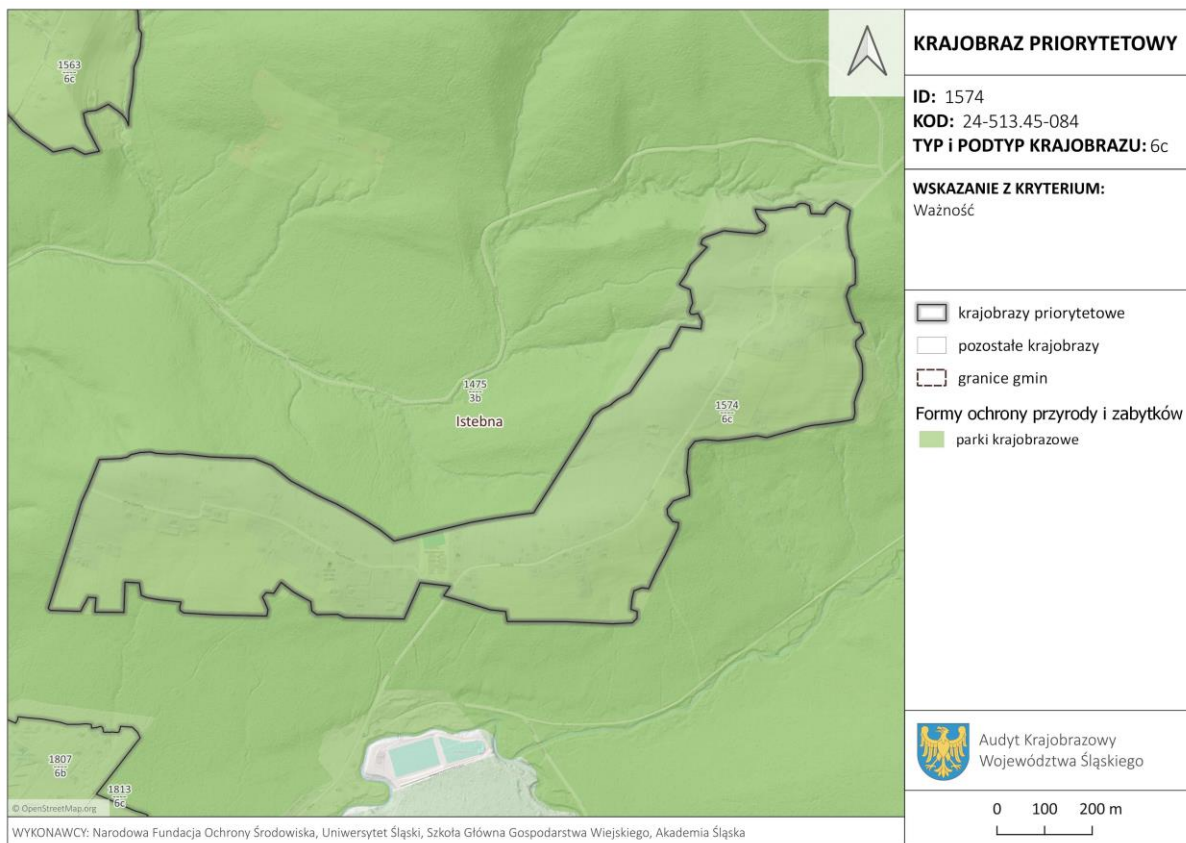 1563
6c
1475
3b
Istebna
1574
6c
1807
6b
1813
6c
© OpenStreetMap.org
WYKONAWCY: Narodowa Fundacja Ochrony Środowiska, Uniwersytet Śląski, Szkoła Główna Gospodarstwa Wiejskiego, Akademia Śląska
KRAJOBRAZ PRIORYTETOWY
ID: 1574
KOD: 24-513.45-084
TYP i PODTYP KRAJOBRAZU: 6c
WSKAZANIE Z KRYTERIUM:
Ważność
krajobrazy priorytetowe
pozostałe krajobrazy
granice gmin
Formy ochrony przyrody i zabytków
parki krajobrazowe
Audyt Krajobrazowy
Województwa Śląskiego
0 100 200 m